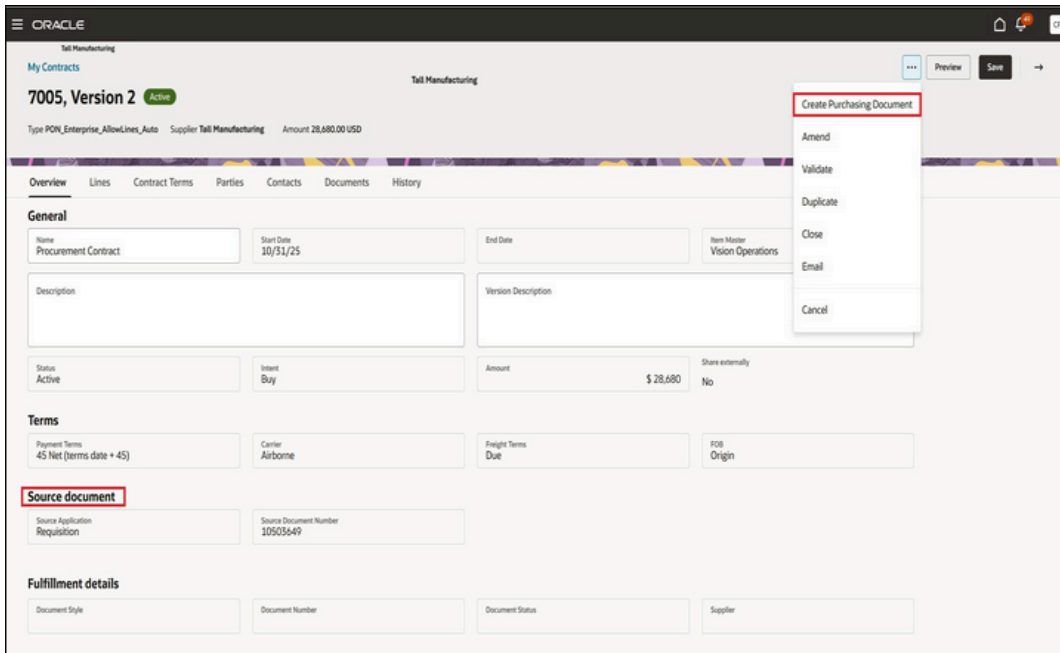 ORACLE
Tall Manufacturing
My Contracts
Tall Manufacturing
... Preview Save
7005, Version 2 Active
Create Purchasing Document
Type PON_Enterprise_AllowLines_Auto Supplier Tall Manufacturing Amount 28,680.00 USD
Amend
Validate
Duplicate
Close
Email
Cancel
Overview Lines Contract Terms Parties Contacts Documents History
General
Name Start Date End Date Item Master
Procurement Contract 10/31/25 Vision Operations
Description Version Description
Status Intent Amount Share externally
Active Buy $ 28,680 No
Terms
Payment Terms Carrier Freight Terms FOB
45 Net (terms date + 45) Airborne Due Origin
Source document
Source Application Source Document Number
Requisition 10503649
Fulfillment details
Document Style Document Number Document Status Supplier